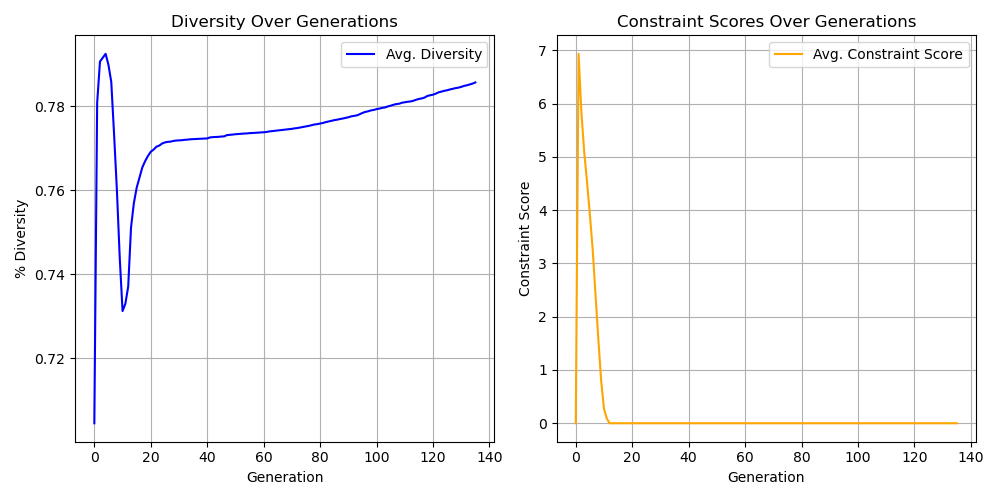 Diversity Over Generations
Avg. Diversity
% Diversity
0.78
0.76
0.74
0.72
0 20 40 60 80 100 120 140
Generation
Constraint Scores Over Generations
Avg. Constraint Score
Constraint Score
7
6
5
4
3
2
1
0
0 20 40 60 80 100 120 140
Generation